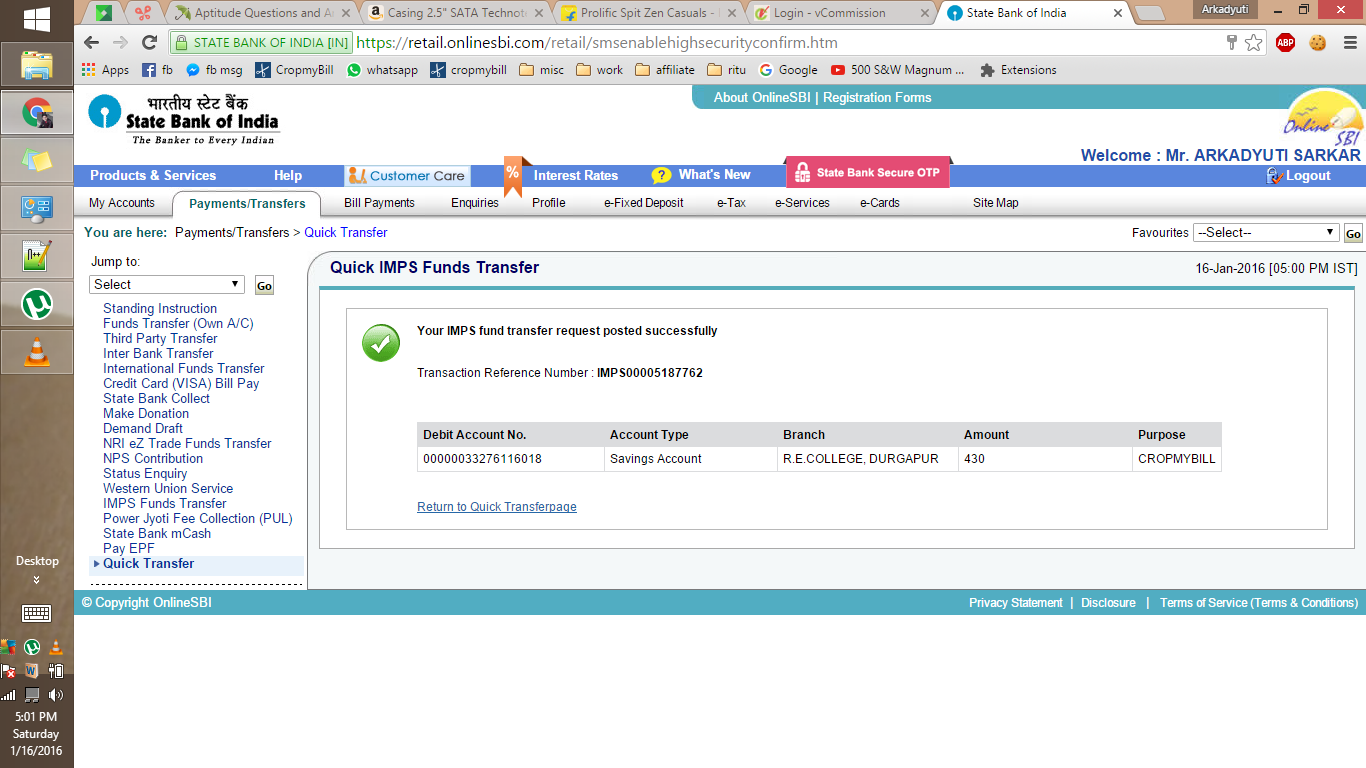 Aptitude Questions and A
Casing 2.5" SATA Technot
Prolific Spit Zen Casuals -
Login - vCommission
State Bank of India
Arkadyuti
STATE BANK OF INDIA [IN]
https://retail.onlinesbi.com/retail/smsenablehighsecurityconfirm.htm
ABP
Apps
fb
fb msg
CropmyBill
whatsapp
cropmybill
misc
work
affiliate
ritu
Google
500 S&W Magnum ...
Extensions
भारतीय स्टेट बैंक
State Bank of India
The Banker to Every Indian
About OnlineSBI | Registration Forms
Online SBI
Welcome : Mr. ARKADYUTI SARKAR
Products & Services
Help
Customer Care
%
Interest Rates
?
What's New
State Bank Secure OTP
Logout
My Accounts
Payments/Transfers
Bill Payments
Enquiries
Profile
e-Fixed Deposit
e-Tax
e-Services
e-Cards
Site Map
You are here: Payments/Transfers > Quick Transfer
Favourites
--Select--
Go
Jump to:
Select
Go
Standing Instruction
Funds Transfer (Own A/C)
Third Party Transfer
Inter Bank Transfer
International Funds Transfer
Credit Card (VISA) Bill Pay
State Bank Collect
Make Donation
Demand Draft
NRI eZ Trade Funds Transfer
NPS Contribution
Status Enquiry
Western Union Service
IMPS Funds Transfer
Power Jyoti Fee Collection (PUL)
State Bank mCash
Pay EPF
Quick Transfer
Quick IMPS Funds Transfer
16-Jan-2016 [05:00 PM IST]
Your IMPS fund transfer request posted successfully
Transaction Reference Number : IMPS00005187762
Debit Account No. Account Type Branch Amount Purpose
00000033276116018 Savings Account R.E.COLLEGE, DURGAPUR 430 CROPMYBILL
Return to Quick Transferpage
© Copyright OnlineSBI
Privacy Statement | Disclosure | Terms of Service (Terms & Conditions)
Desktop
5:01 PM
Saturday
1/16/2016